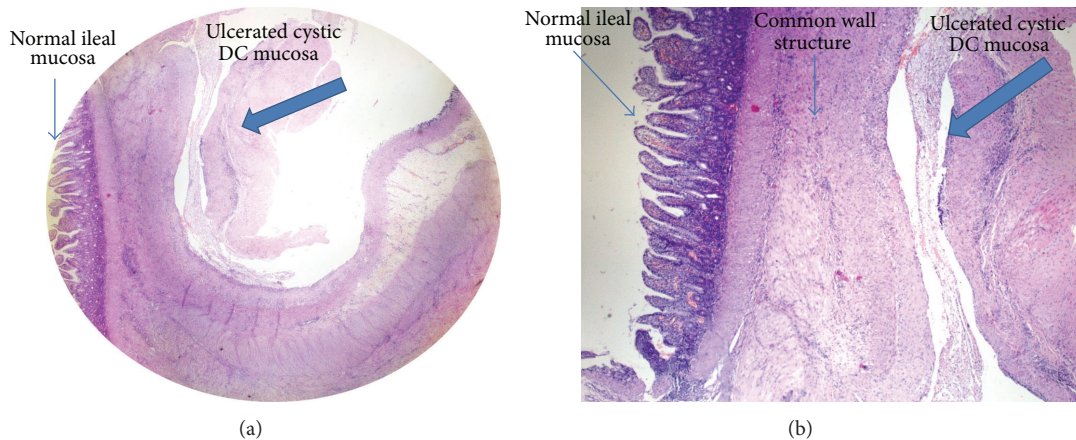 Normal ileal
mucosa
Ulcerated cystic
DC mucosa
Normal ileal
mucosa
Common wall
structure
Ulcerated cystic
DC mucosa
(a)
(b)